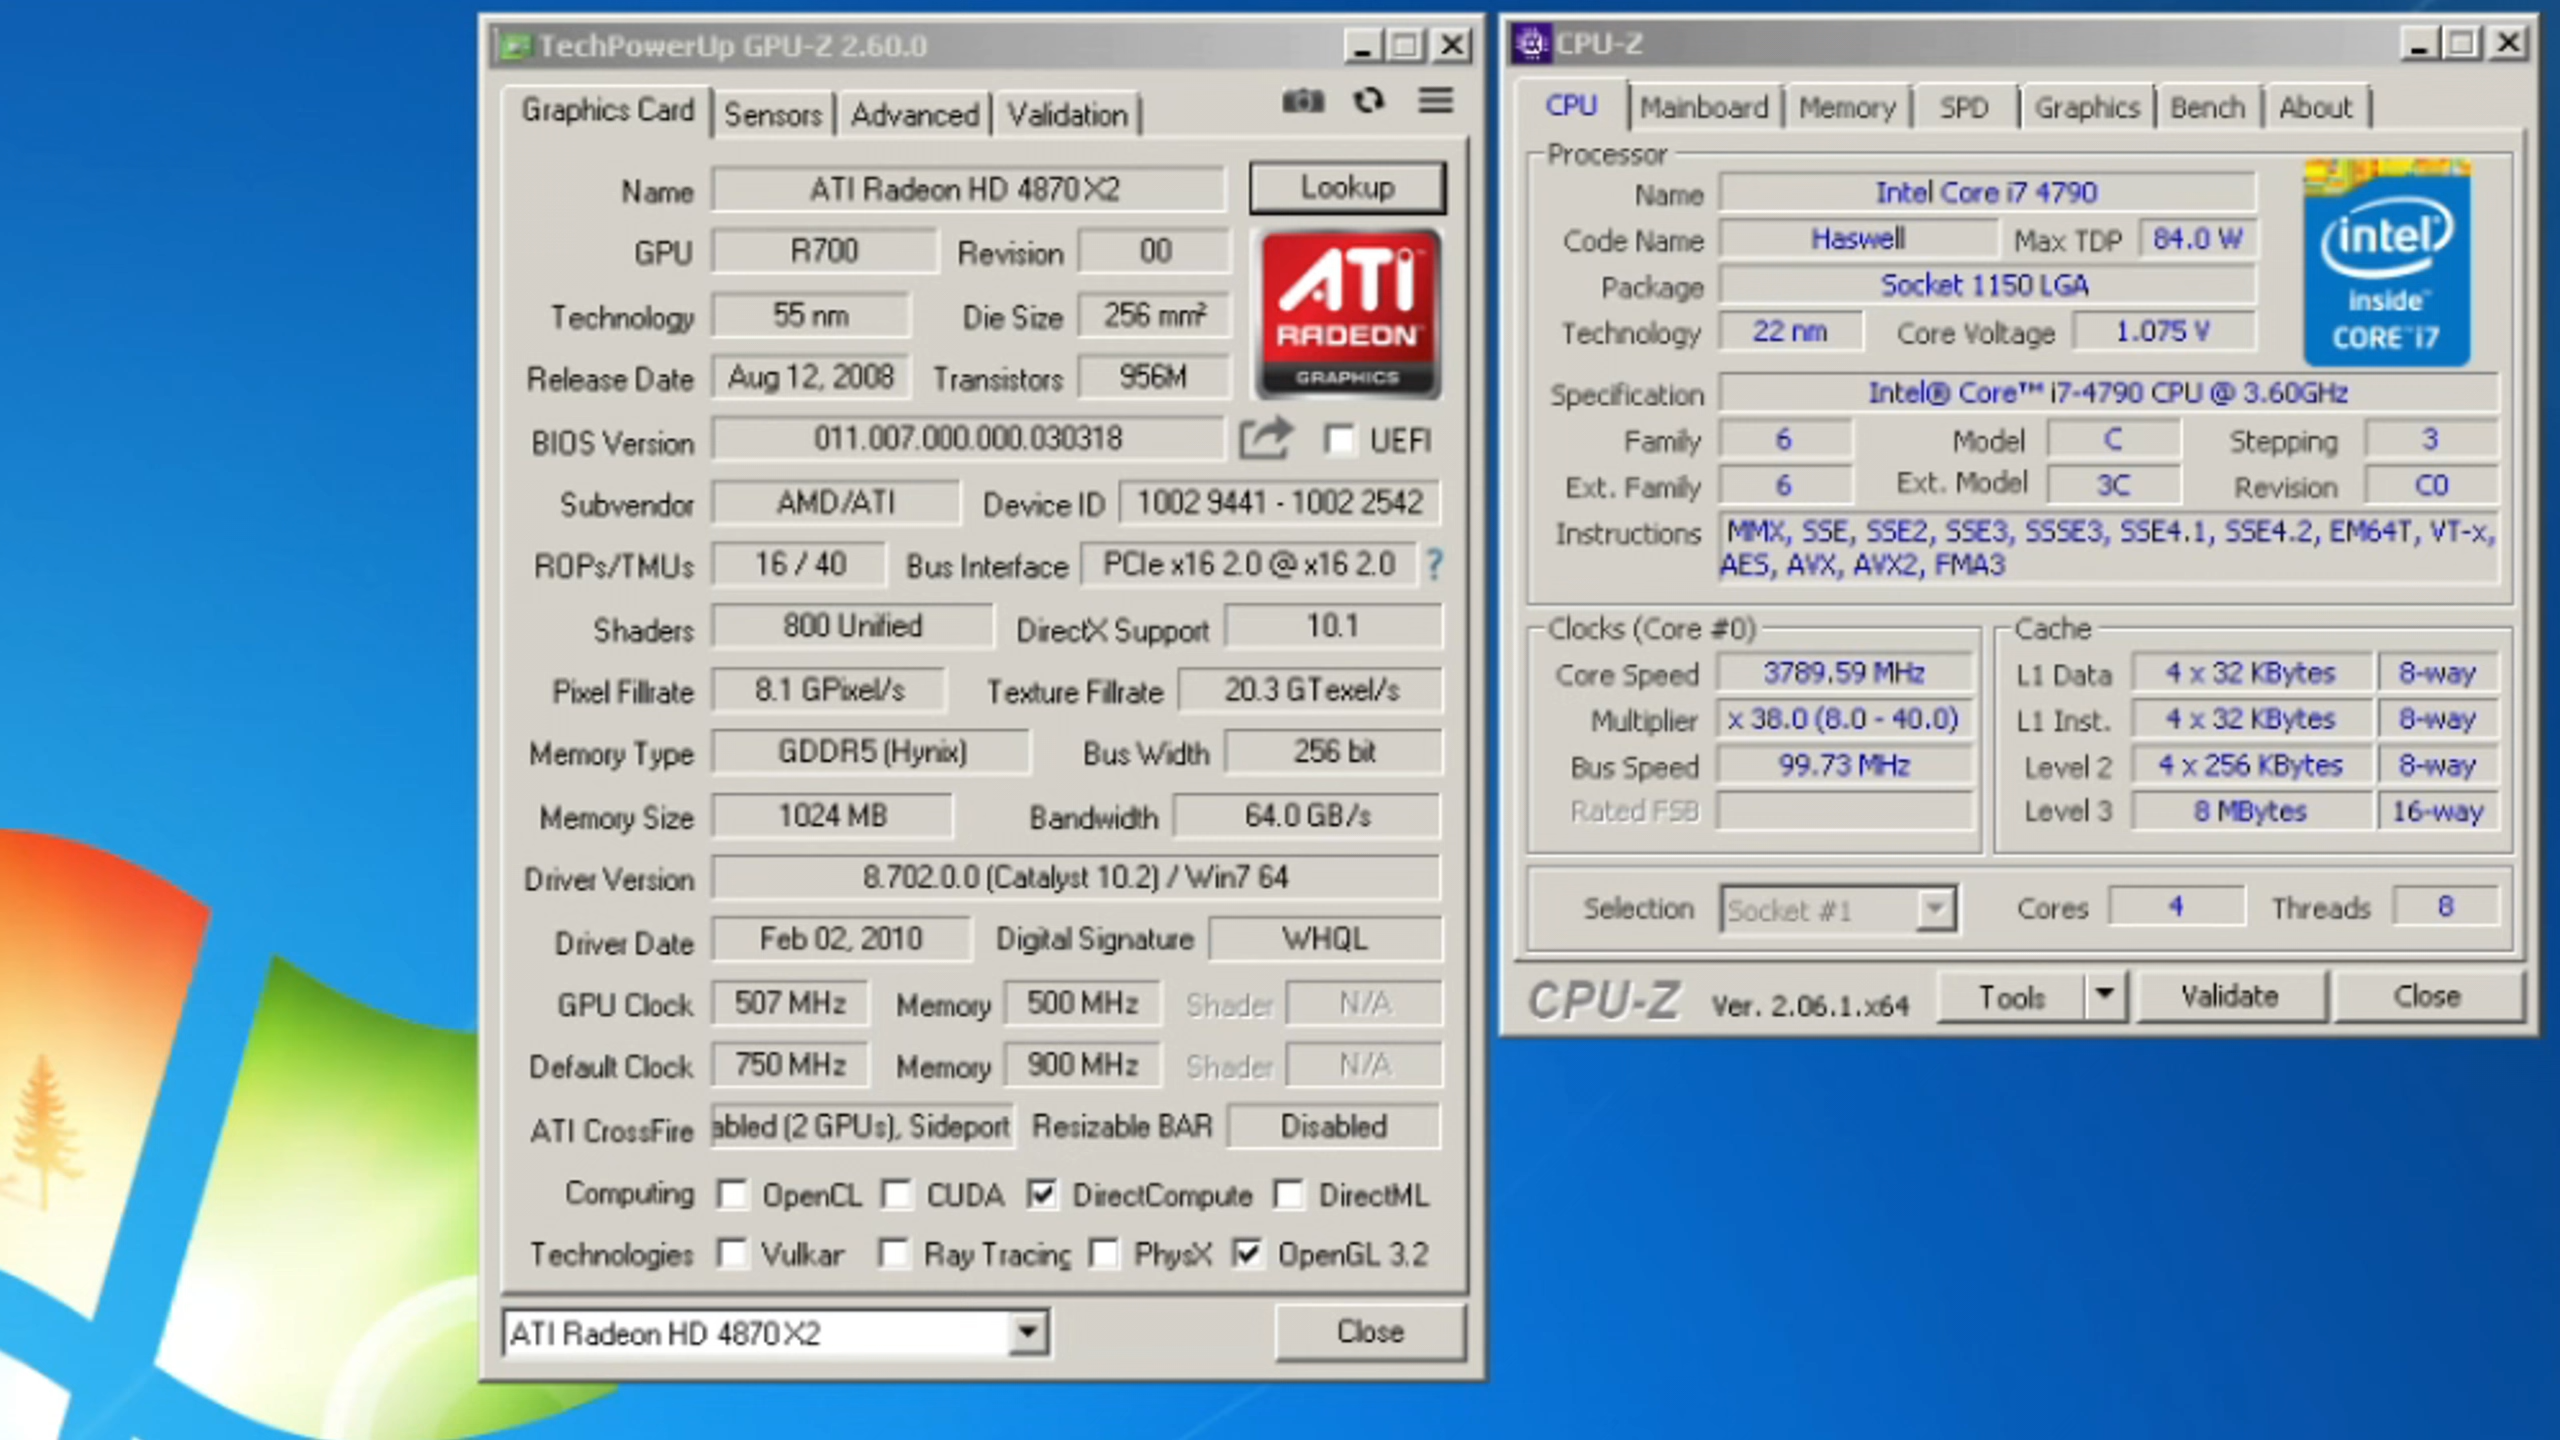 TechPowerUp GPU-Z 2.60.0
Graphics Card Sensors Advanced Validation
Name ATI Radeon HD 4870 X2 Lookup
GPU R700 Revision 00
ATI RADEON GRAPHICS
Technology 55 nm Die Size 256 mm²
Release Date Aug 12, 2008 Transistors 956M
BIOS Version 011.007.000.000.030318 UEFI
Subvendor AMD/ATI Device ID 1002 9441 - 1002 2542
ROPs/TMUs 16 / 40 Bus Interface PCIe x16 2.0 @ x16 2.0 ?
Shaders 800 Unified DirectX Support 10.1
Pixel Fillrate 8.1 GPixel/s Texture Fillrate 20.3 GTexel/s
Memory Type GDDR5 (Hynix) Bus Width 256 bit
Memory Size 1024 MB Bandwidth 64.0 GB/s
Driver Version 8.702.0.0 (Catalyst 10.2) / Win7 64
Driver Date Feb 02, 2010 Digital Signature WHQL
GPU Clock 507 MHz Memory 500 MHz Shader N/A
Default Clock 750 MHz Memory 900 MHz Shader N/A
ATI CrossFire abled (2 GPUs), Sideport Resizable BAR Disabled
Computing OpenCL CUDA DirectCompute DirectML
Technologies Vulkar Ray Tracing PhysX OpenGL 3.2
ATI Radeon HD 4870 X2 Close
CPU-Z
CPU Mainboard Memory SPD Graphics Bench About
Processor
Name Intel Core i7 4790
Code Name Haswell Max TDP 84.0 W
Package Socket 1150 LGA
Technology 22 nm Core Voltage 1.075 V
intel inside™ CORE™ i7
Specification Intel® Core™ i7-4790 CPU @ 3.60GHz
Family 6 Model C Stepping 3
Ext. Family 6 Ext. Model 3C Revision C0
Instructions MMX, SSE, SSE2, SSE3, SSSE3, SSE4.1, SSE4.2, EM64T, VT-x,
AES, AVX, AVX2, FMA3
Clocks (Core #0)
Core Speed 3789.59 MHz
Multiplier x 38.0 (8.0 - 40.0)
Bus Speed 99.73 MHz
Rated FSB
Cache
L1 Data 4 x 32 KBytes 8-way
L1 Inst. 4 x 32 KBytes 8-way
Level 2 4 x 256 KBytes 8-way
Level 3 8 MBytes 16-way
Selection Socket #1 Cores 4 Threads 8
CPU-Z Ver. 2.06.1.x64 Tools Validate Close